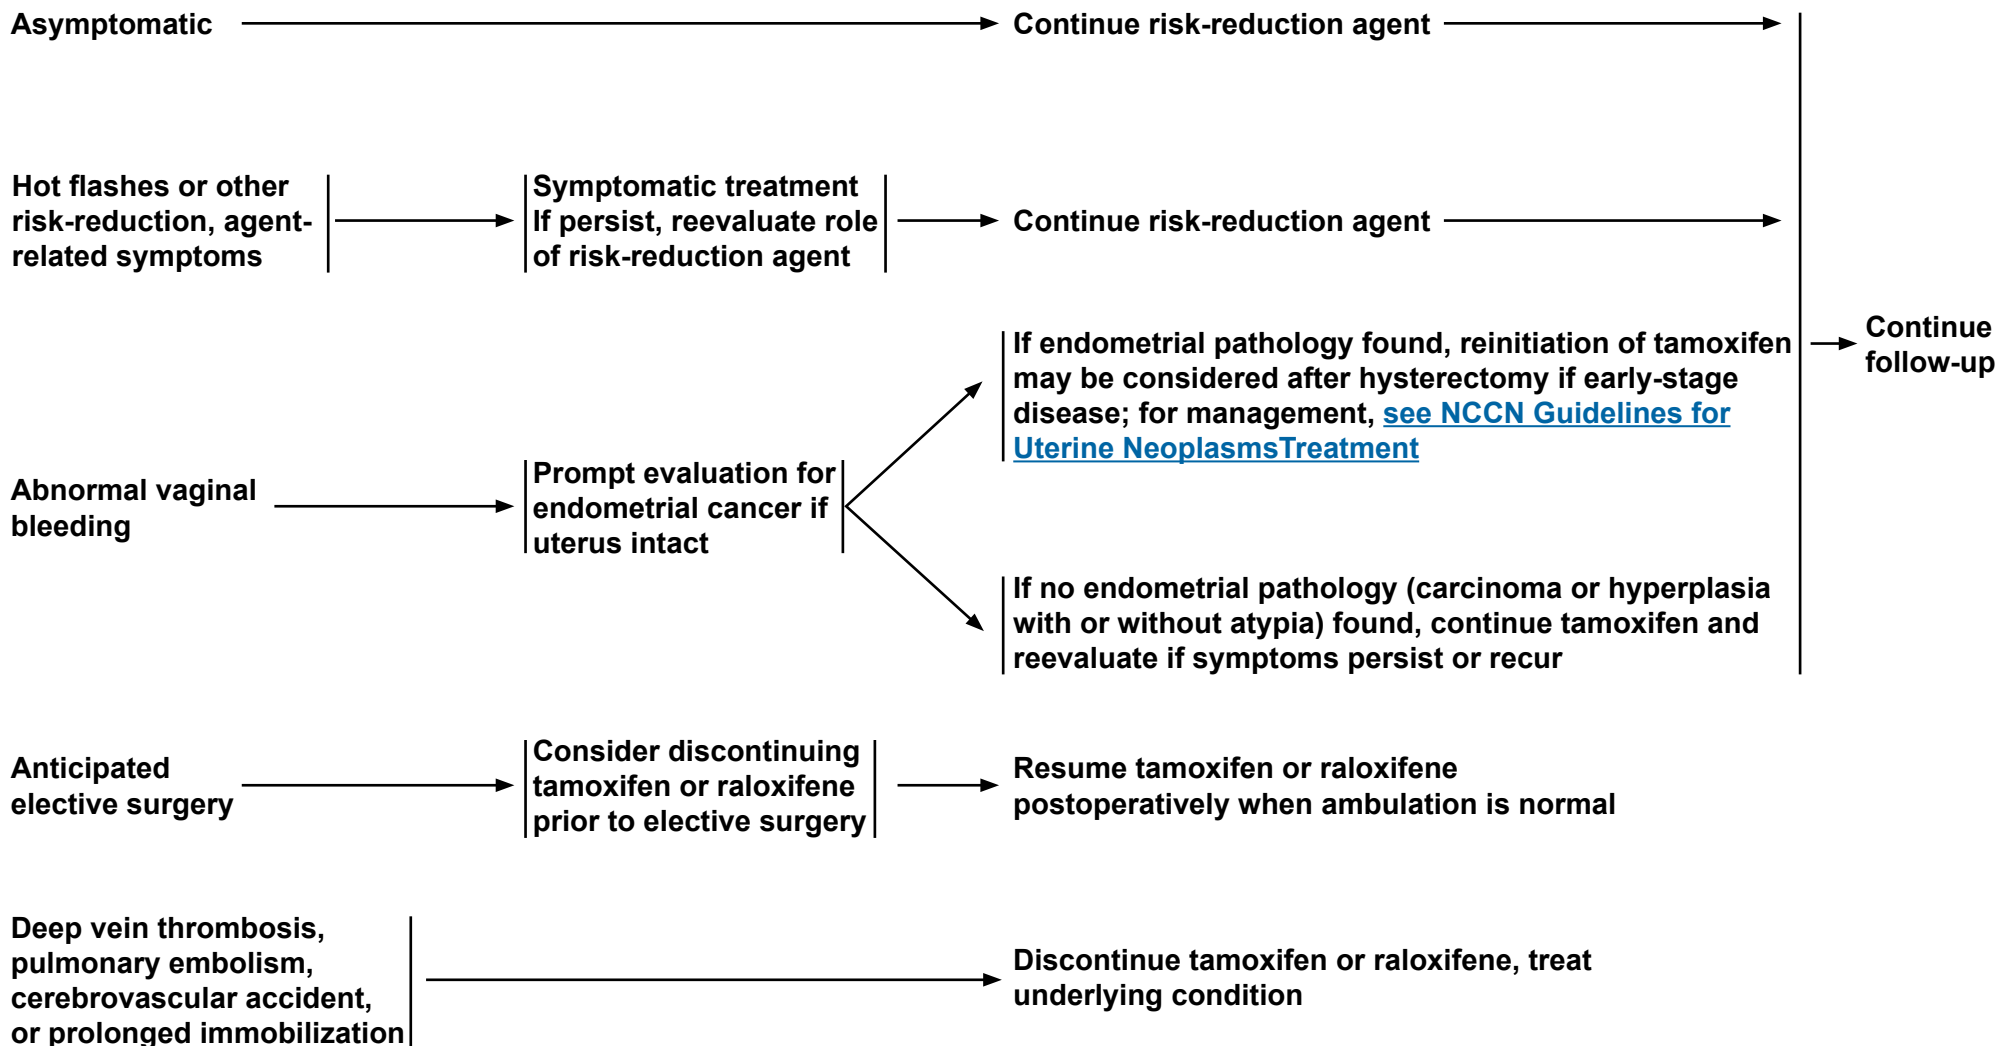 Asymptomatic
Continue risk-reduction agent
Hot flashes or other
risk-reduction, agent-
related symptoms
Symptomatic treatment
If persist, reevaluate role
of risk-reduction agent
Continue risk-reduction agent
Abnormal vaginal
bleeding
Prompt evaluation for
endometrial cancer if
uterus intact
If endometrial pathology found, reinitiation of tamoxifen
may be considered after hysterectomy if early-stage
disease; for management, see NCCN Guidelines for
Uterine NeoplasmsTreatment
If no endometrial pathology (carcinoma or hyperplasia
with or without atypia) found, continue tamoxifen and
reevaluate if symptoms persist or recur
Continue
follow-up
Anticipated
elective surgery
Consider discontinuing
tamoxifen or raloxifene
prior to elective surgery
Resume tamoxifen or raloxifene
postoperatively when ambulation is normal
Deep vein thrombosis,
pulmonary embolism,
cerebrovascular accident,
or prolonged immobilization
Discontinue tamoxifen or raloxifene, treat
underlying condition